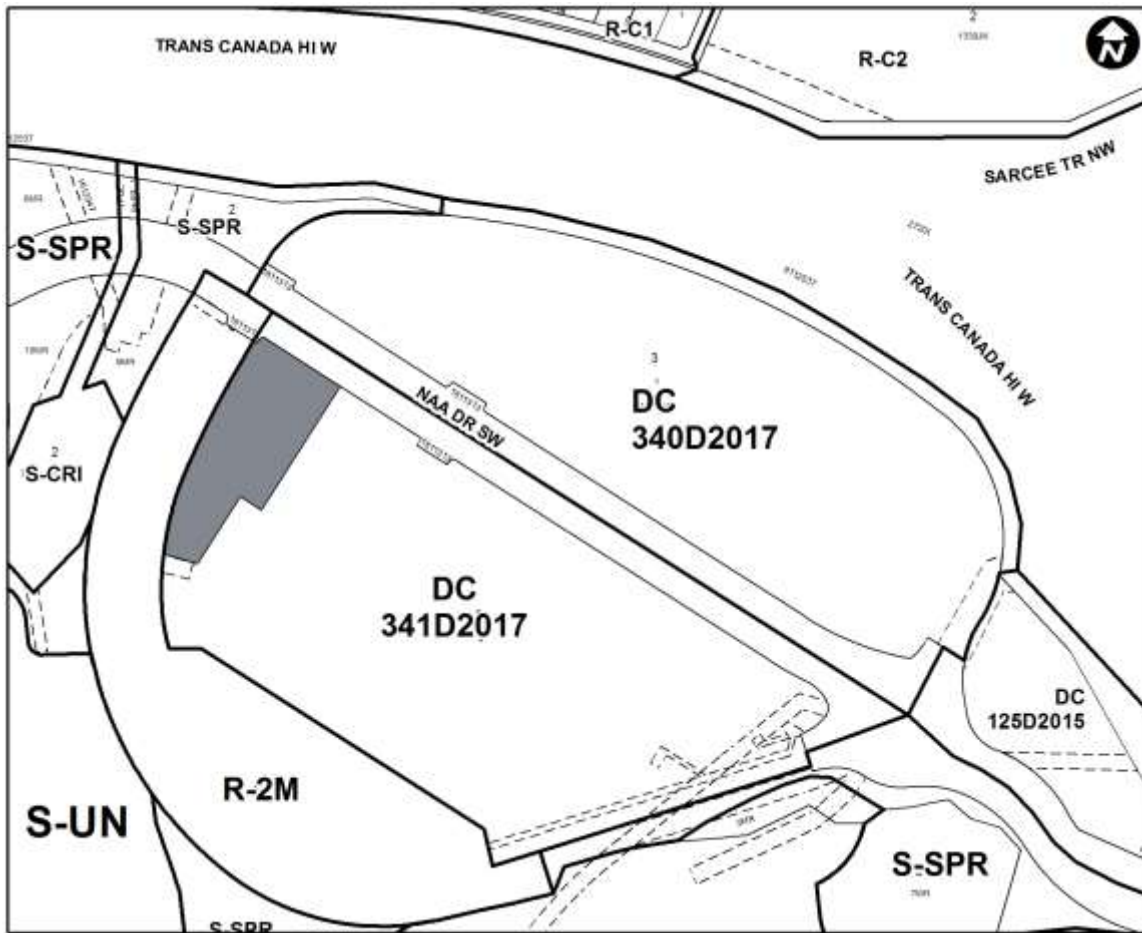 R-C1
2
TRANS CANADA HI W
R-C2
N
SARCEE TR NW
2
S-SPR
S-SPR
TRANS CANADA HI W
3
DC
340D2017
NAA DR SW
2
S-CRI
DC
341D2017
DC
125D2015
R-2M
S-UN
S-SPR
S-SPR